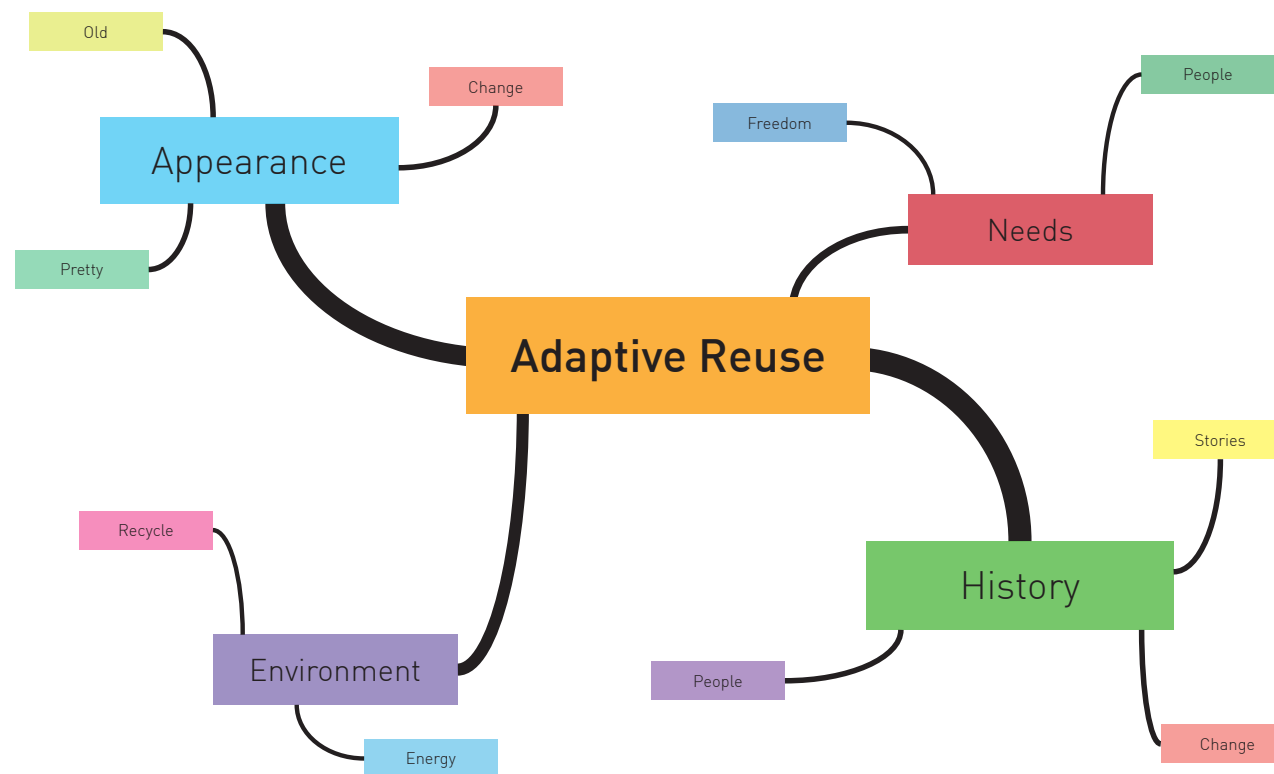 Old
Change
People
Freedom
Appearance
Needs
Pretty
Adaptive Reuse
Stories
Recycle
History
Environment
People
Change
Energy